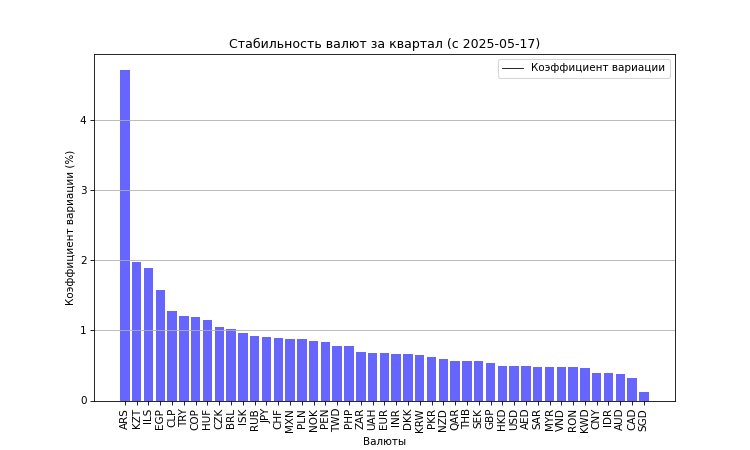 Стабильность валют за квартал (с 2025-05-17)
Коэффициент вариации
Коэффициент вариации (%)
4
3
2
1
0
ARS KZT ILS EGP CLP TRY COP HUF CZK BRL ISK RUB JPY CHF MXN PLN NOK PEN TWD PHP ZAR UAH EUR INR DKK KRW PKR NZD QAR THB SEK GBP HKD USD AED SAR MYR VND RON KWD CNY IDR AUD CAD SGD
Валюты